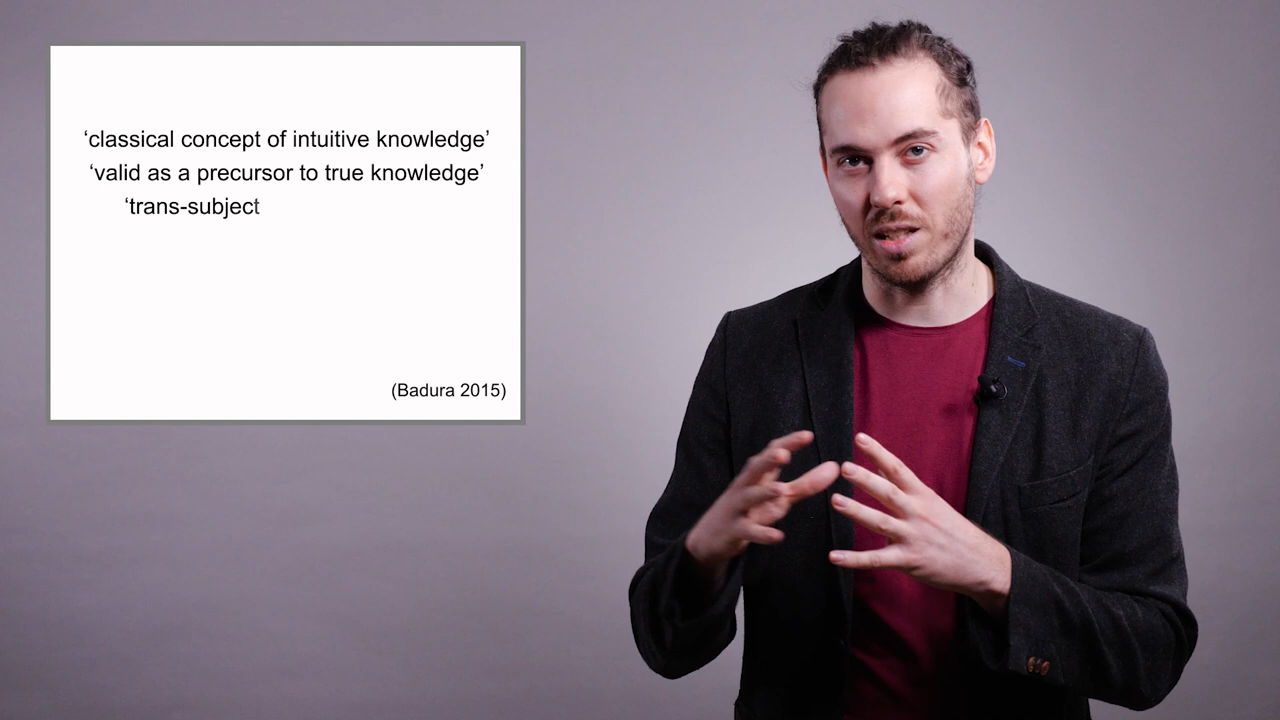 ‘classical concept of intuitive knowledge’
‘valid as a precursor to true knowledge’
‘trans-subject
(Badura 2015)